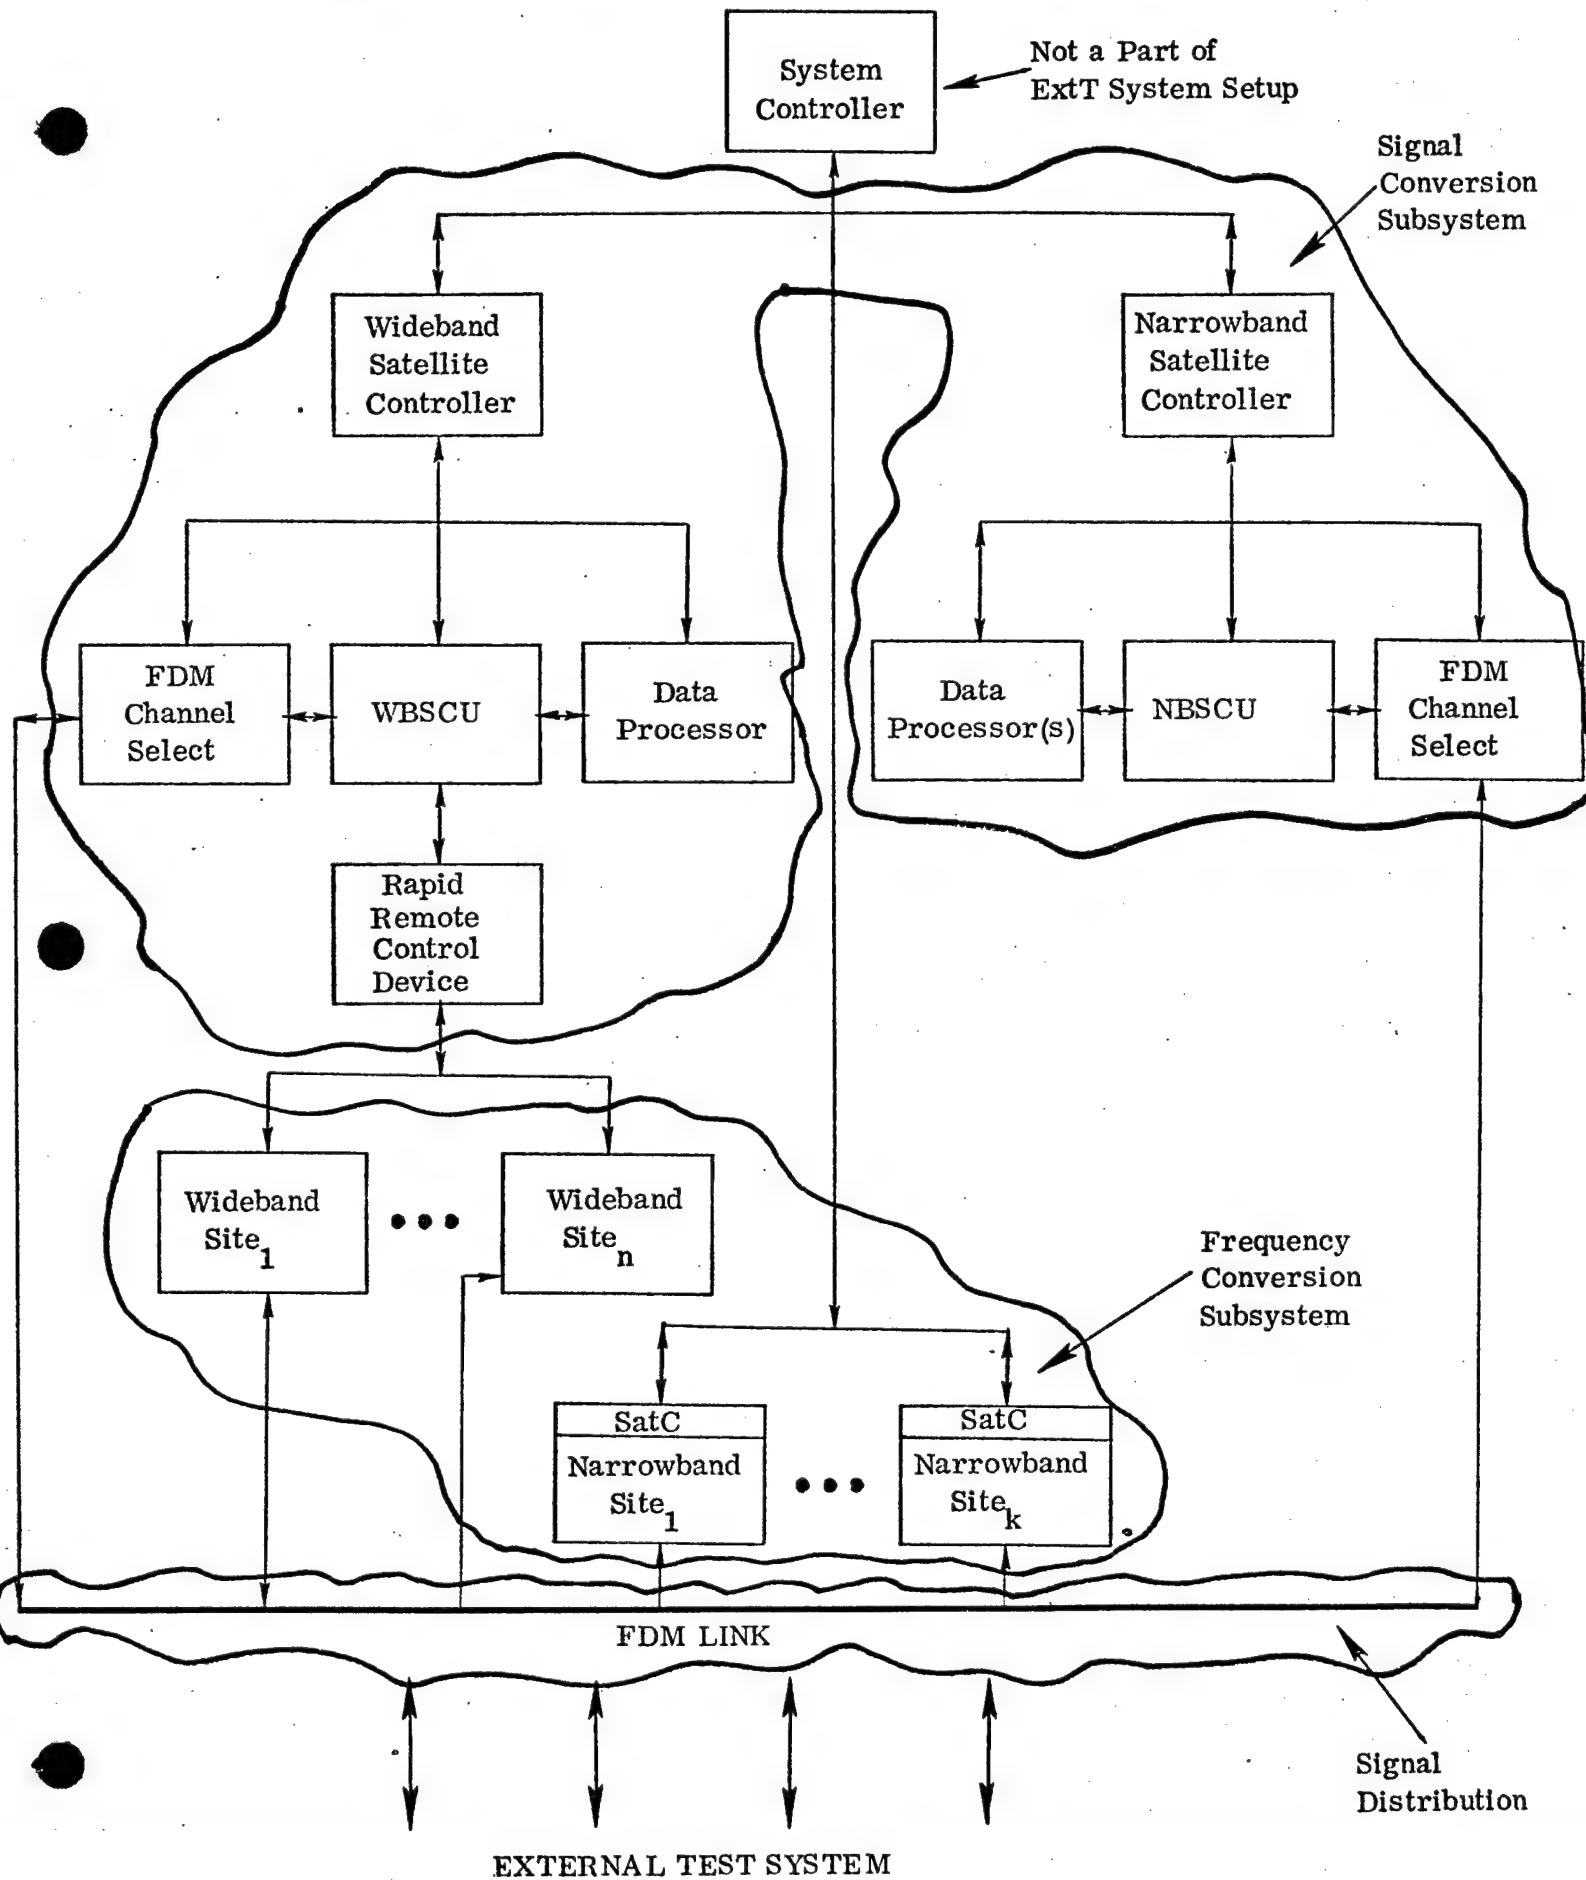 System
Controller
Not a Part of
ExtT System Setup
Signal
Conversion
Subsystem
Wideband
Satellite
Controller
Narrowband
Satellite
Controller
FDM
Channel
Select
WBSCU
Data
Processor
Data
Processor(s)
NBSCU
FDM
Channel
Select
Rapid
Remote
Control
Device
Wideband
Site1
Wideband
Siten
Frequency
Conversion
Subsystem
SatC
Narrowband
Site1
SatC
Narrowband
Sitek
FDM LINK
Signal
Distribution
EXTERNAL TEST SYSTEM